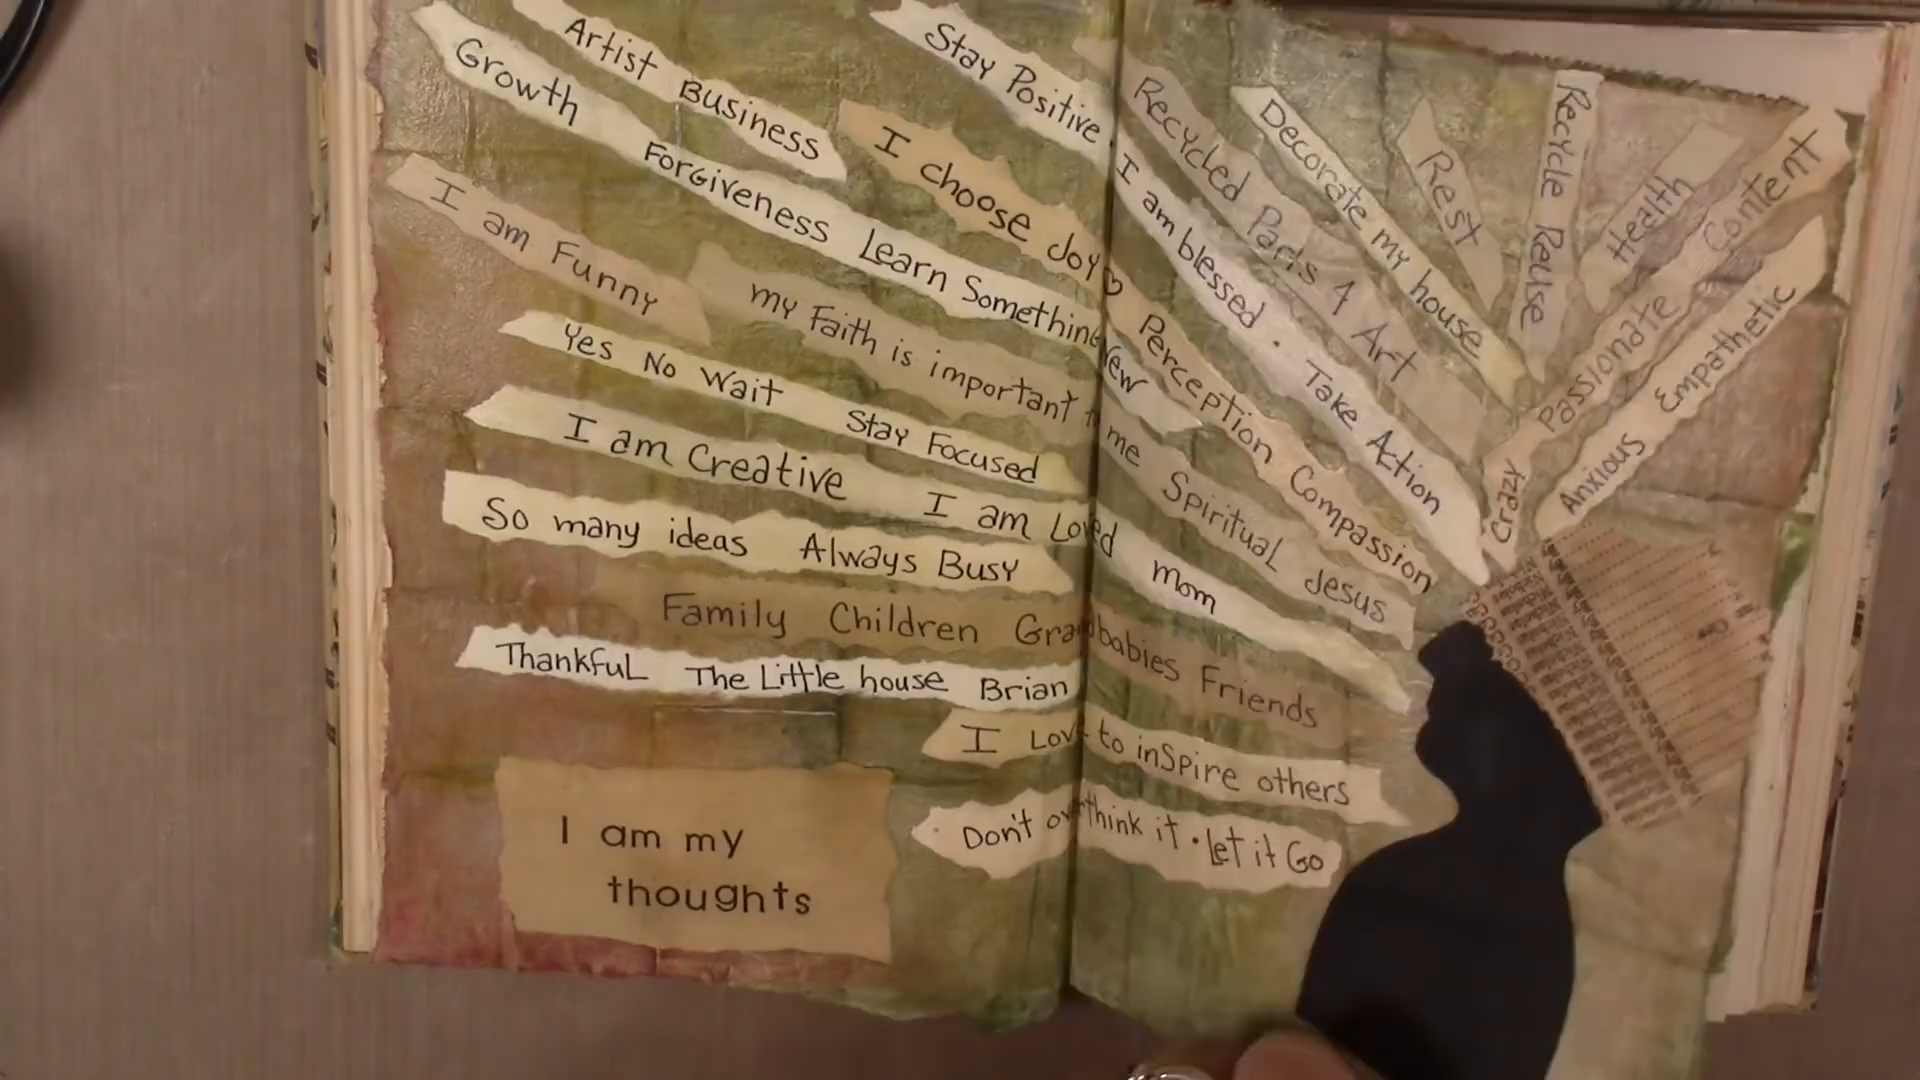 Artist Business
Growth Forgiveness Learn Something New
Stay Positive I am blessed · Take Action
I choose Joy♡ Perception Compassion
Recycled Parts 4 Art
Decorate my house
Rest
Recycle Reuse
Health
Crazy Passionate Content
Anxious Empathetic
I am Funny
my Faith is important to me Spiritual Jesus
Yes No Wait Stay Focused
I am Creative I am Loved Mom
So many ideas Always Busy
Family Children Grandbabies Friends
Thankful The Little house Brian
I Love to inspire others
Don't overthink it · Let it Go
I am my
thoughts